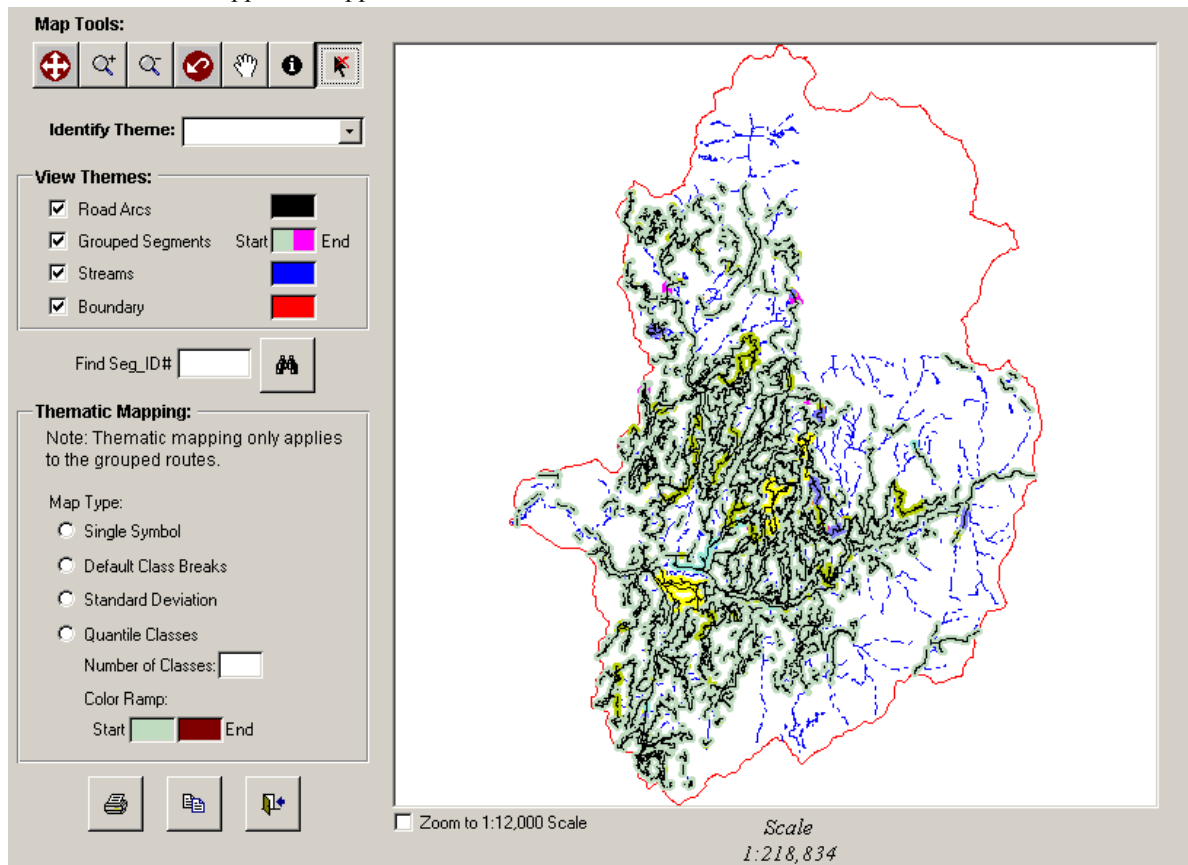 Map Tools:
Identify Theme:
View Themes:
Road Arcs
Grouped Segments Start End
Streams
Boundary
Find Seg_ID#
Thematic Mapping:
Note: Thematic mapping only applies
to the grouped routes.
Map Type:
Single Symbol
Default Class Breaks
Standard Deviation
Quantile Classes
Number of Classes:
Color Ramp:
Start End
Zoom to 1:12,000 Scale
Scale
1:218,834